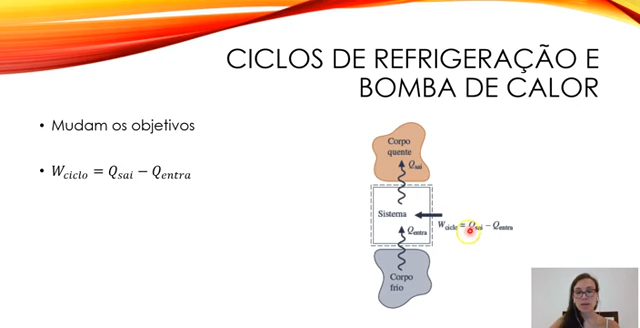 CICLOS DE REFRIGERAÇÃO E
BOMBA DE CALOR
• Mudam os objetivos
• W_ciclo = Q_sai − Q_entra
Corpo
quente
Q_sai
Sistema
W_ciclo = Q_sai − Q_entra
Q_entra
Corpo
frio